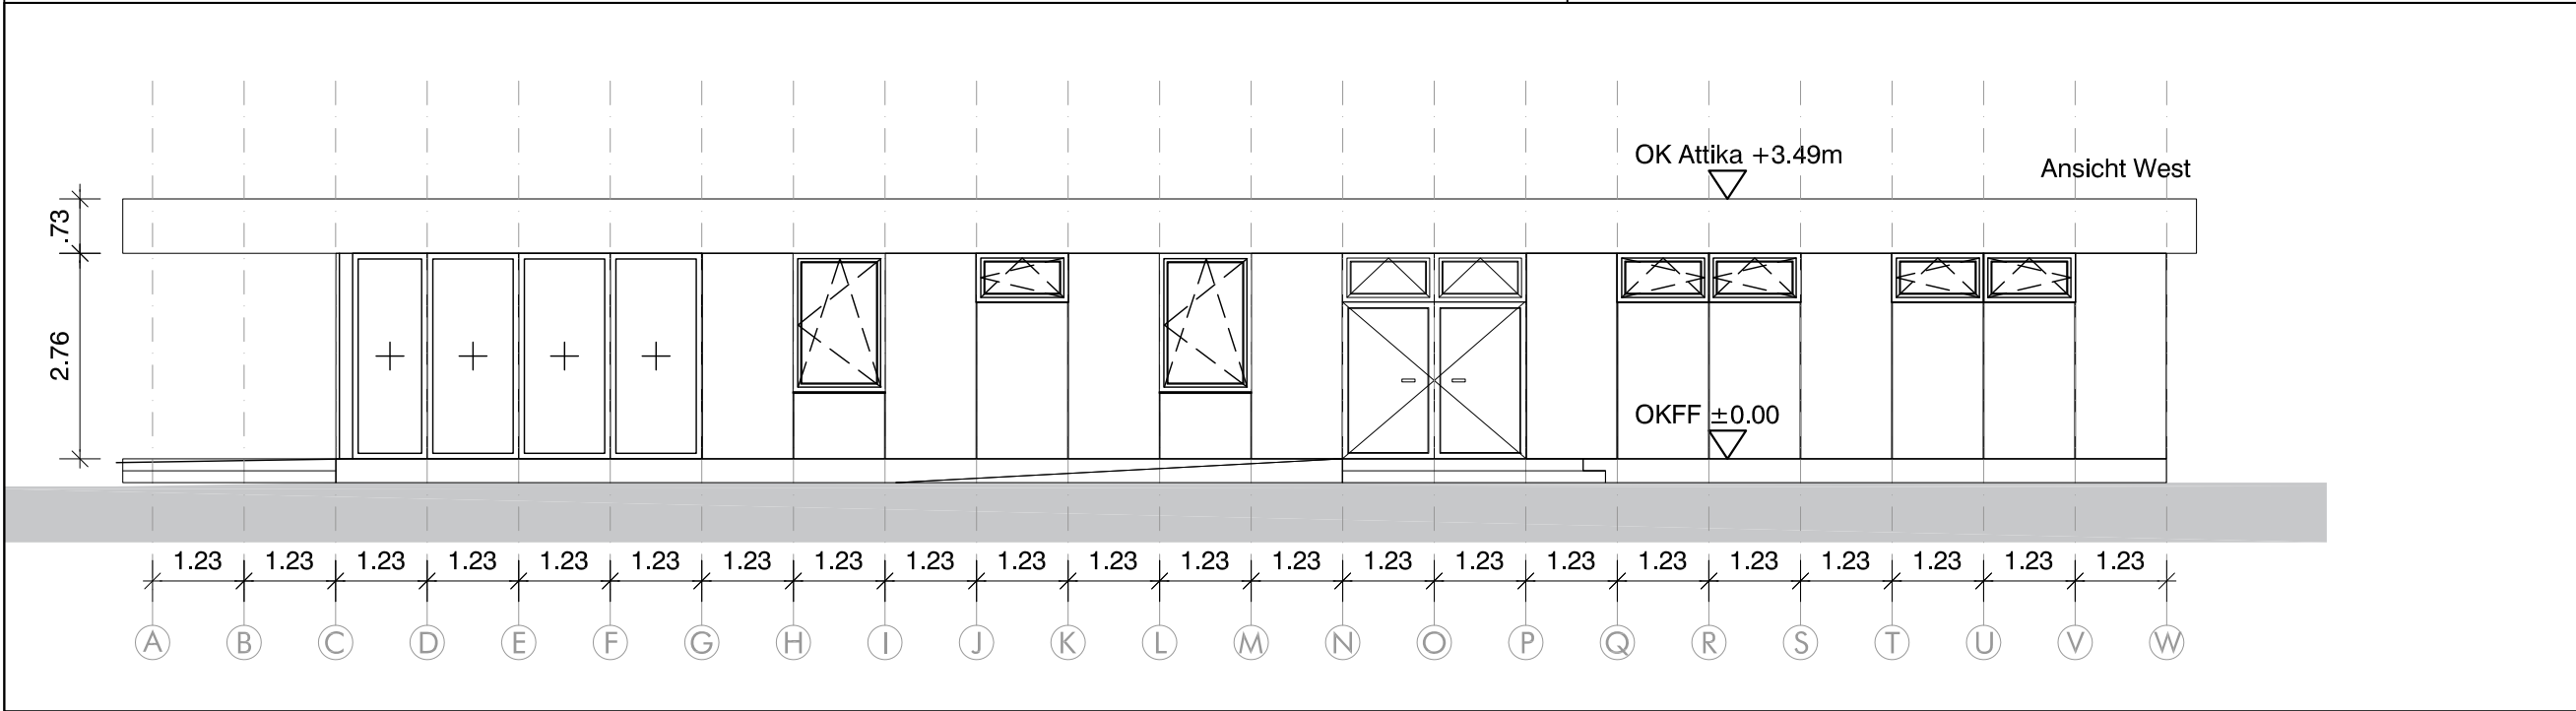 OK Attika +3.49m
Ansicht West
.73
2.76
OKFF ±0.00
1.23 1.23 1.23 1.23 1.23 1.23 1.23 1.23 1.23 1.23 1.23 1.23 1.23 1.23 1.23 1.23 1.23 1.23 1.23 1.23 1.23 1.23
A B C D E F G H I J K L M N O P Q R S T U V W